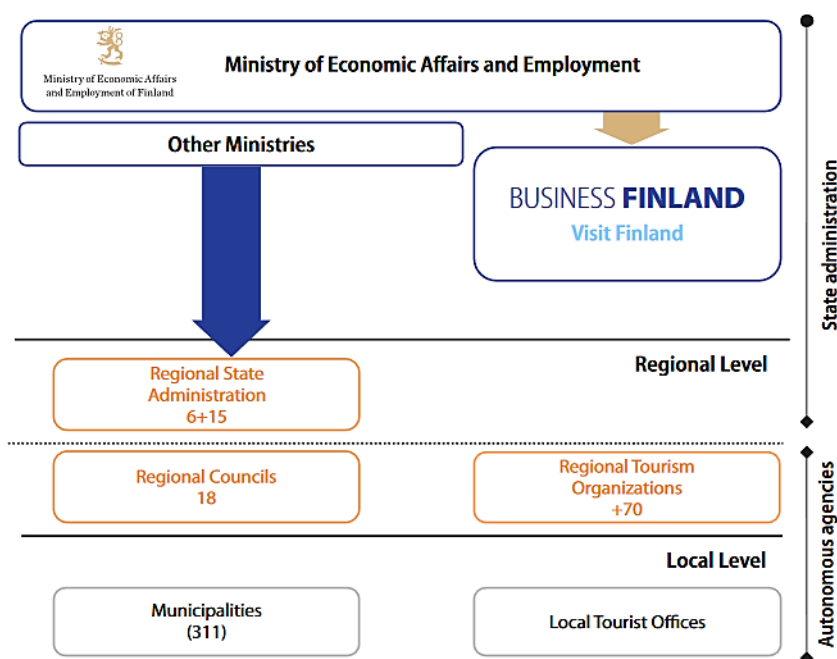 Ministry of Economic Affairs
and Employment of Finland
Ministry of Economic Affairs and Employment
Other Ministries
BUSINESS FINLAND
Visit Finland
State administration
Regional Level
Regional State
Administration
6+15
Regional Councils
18
Regional Tourism
Organizations
+70
Autonomous agencies
Local Level
Municipalities
(311)
Local Tourist Offices